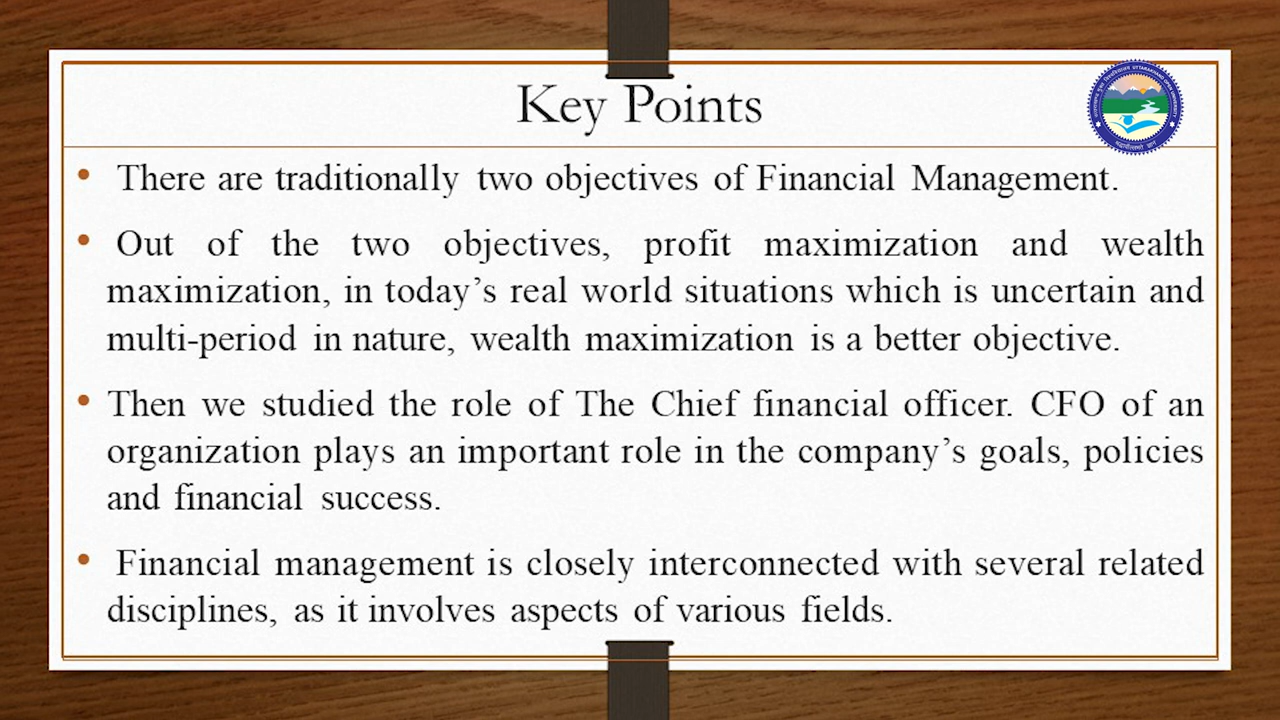 Key Points
UTTARAKHAND OPEN UNIVERSITY
• There are traditionally two objectives of Financial Management.
• Out of the two objectives, profit maximization and wealth
maximization, in today’s real world situations which is uncertain and
multi-period in nature, wealth maximization is a better objective.
• Then we studied the role of The Chief financial officer. CFO of an
organization plays an important role in the company’s goals, policies
and financial success.
• Financial management is closely interconnected with several related
disciplines, as it involves aspects of various fields.